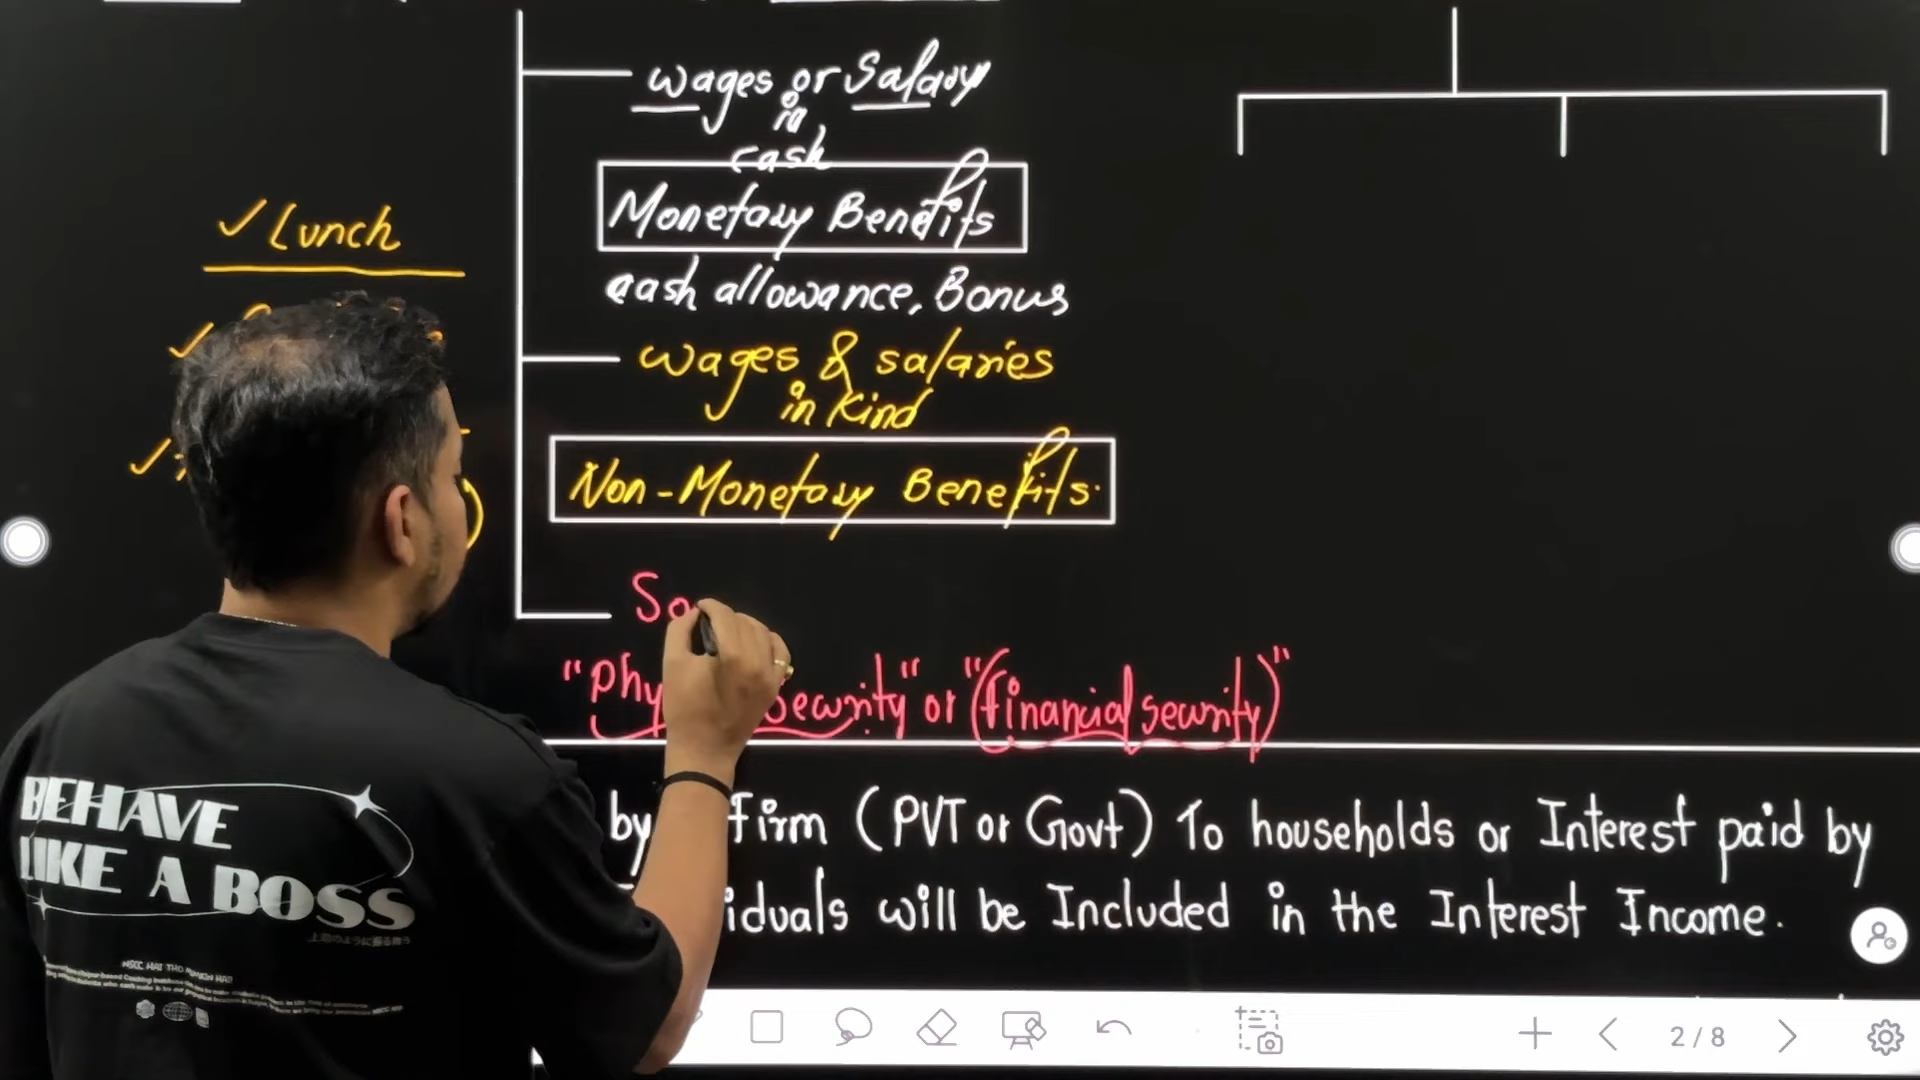 wages or salary
in
cash
Monetary Benefits
cash allowance, Bonus
✓ Lunch
wages & salaries
in kind
Non-Monetary Benefits.
So
Security" or "(financial security)"
by firm (PVT or Govt) To households or Interest paid by
will be Included in the Interest Income.
BEHAVE
LIKE A BOSS
2/8